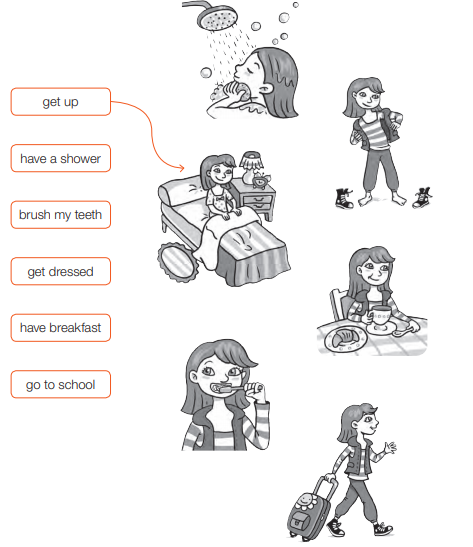 get up
have a shower
brush my teeth
get dressed
have breakfast
go to school